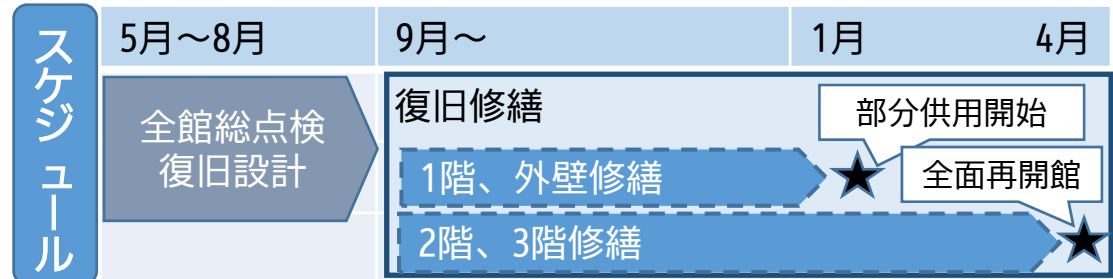 スケジュール
5月～8月
9月～
1月
4月
全館総点検
復旧設計
復旧修繕
部分供用開始
1階、外壁修繕
全面再開館
2階、3階修繕